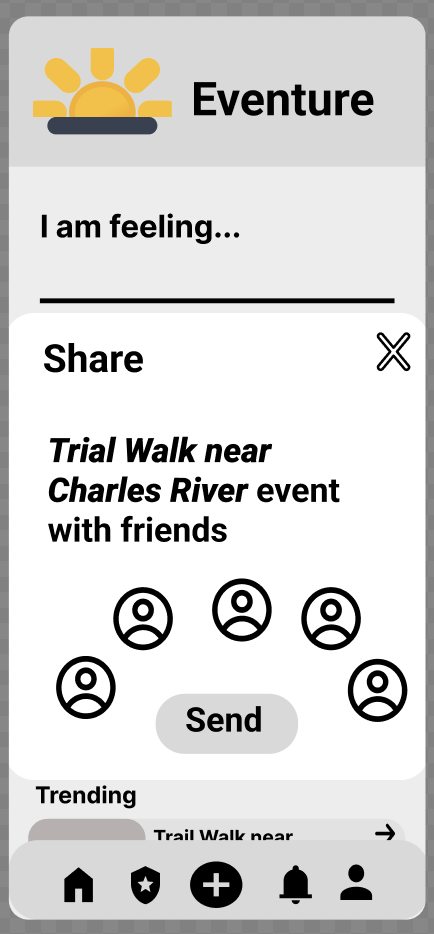 Eventure
I am feeling...
Share
Trial Walk near
Charles River event
with friends
Send
Trending
Trail Walk near